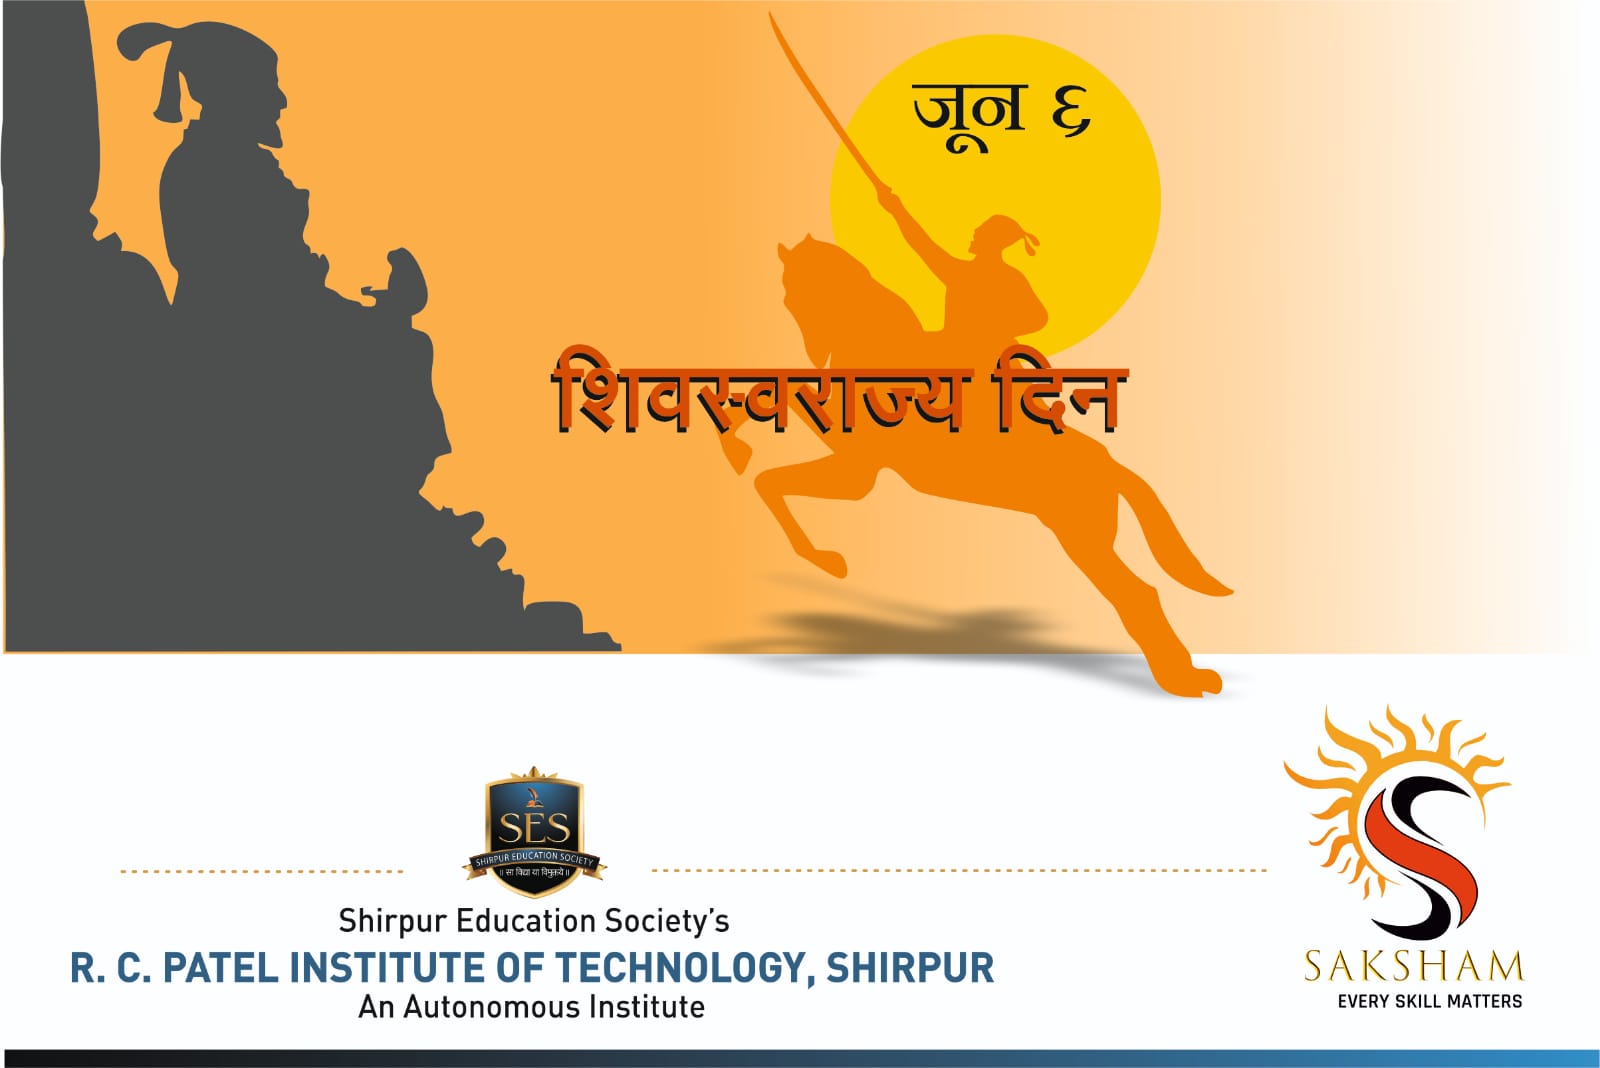 जून ६
शिवस्वराज्य दिन
SES
SHIRPUR EDUCATION SOCIETY
॥ सा विद्या या विमुक्तये ॥
Shirpur Education Society’s
R. C. PATEL INSTITUTE OF TECHNOLOGY, SHIRPUR
An Autonomous Institute
SAKSHAM
EVERY SKILL MATTERS